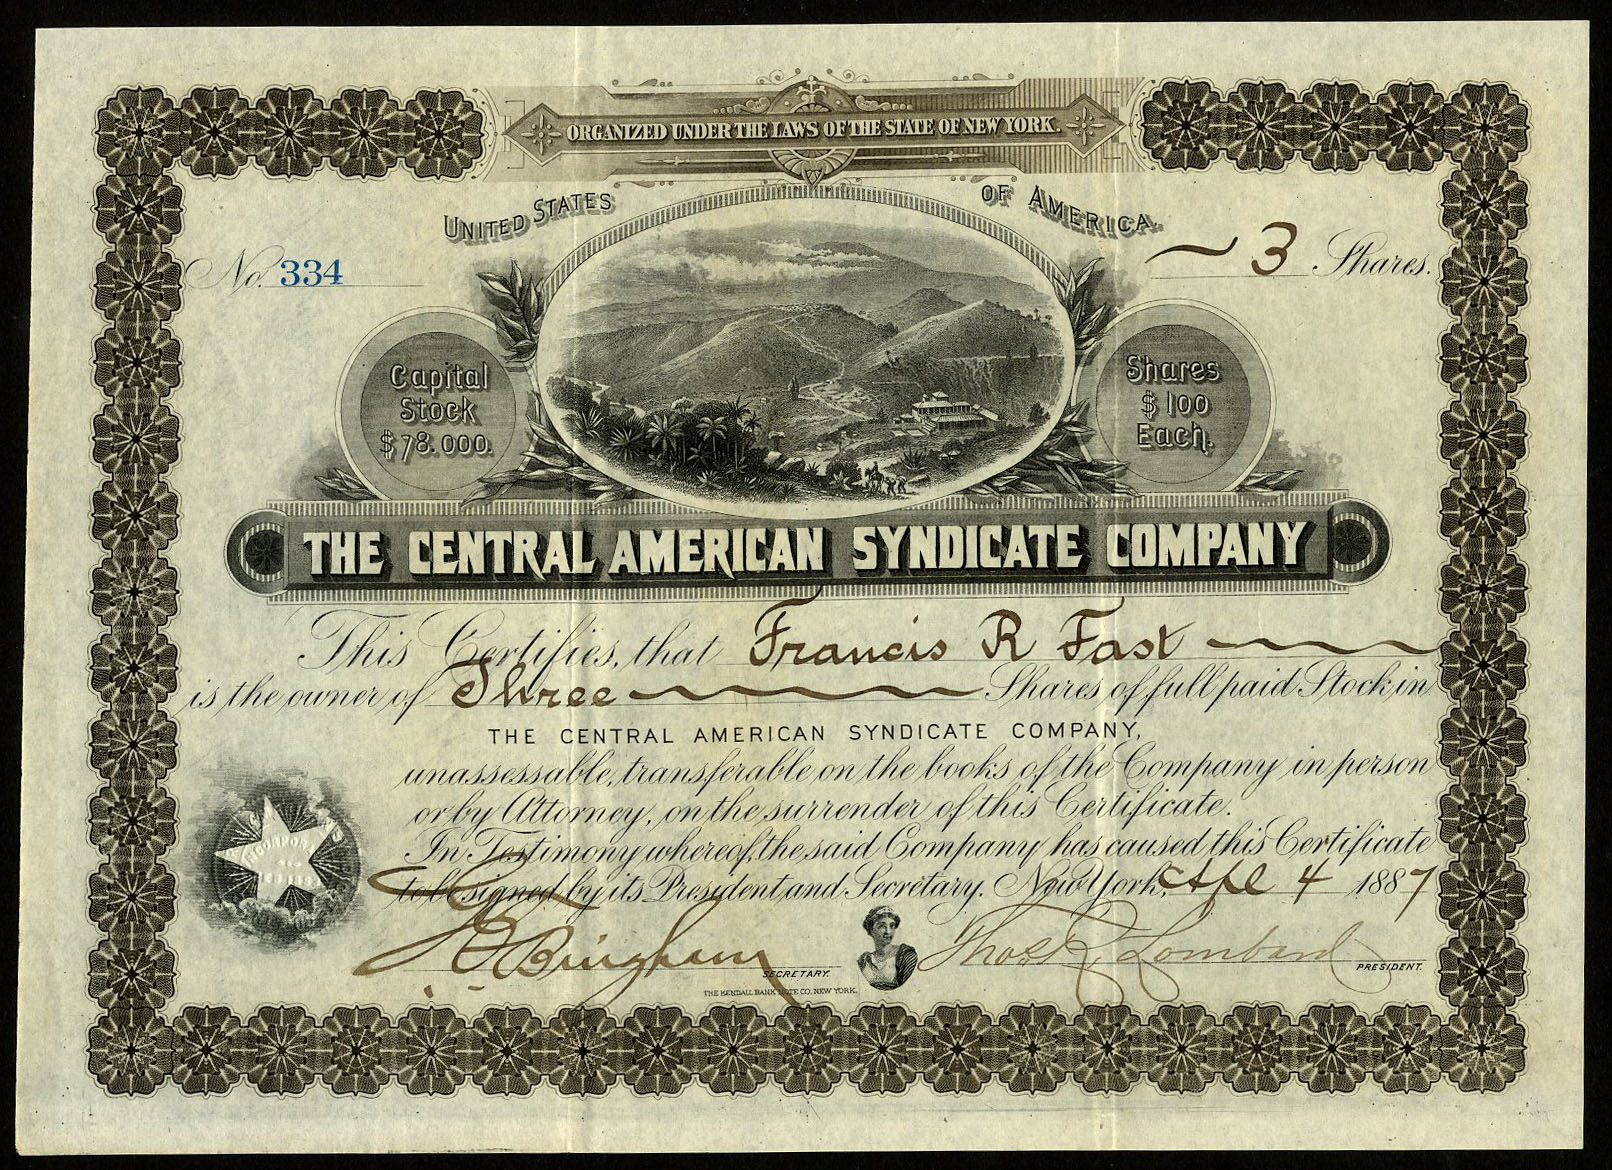 ORGANIZED UNDER THE LAWS OF THE STATE OF NEW YORK.
UNITED STATES OF AMERICA.
No. 334
3 Shares.
Capital
Stock
$78.000.
Shares
$100
Each.
THE CENTRAL AMERICAN SYNDICATE COMPANY
This Certifies, that Francis R Fast
is the owner of Three Shares of full paid Stock in
THE CENTRAL AMERICAN SYNDICATE COMPANY,
unassessable, transferable on the books of the Company in person
or by Attorney, on the surrender of this Certificate.
In Testimony whereof, the said Company has caused this Certificate
to be signed by its President and Secretary. New York, Apl 4 1887
Bingham
SECRETARY.
Thos. R. Lombard
PRESIDENT.
THE KENDALL BANK NOTE CO. NEW YORK.